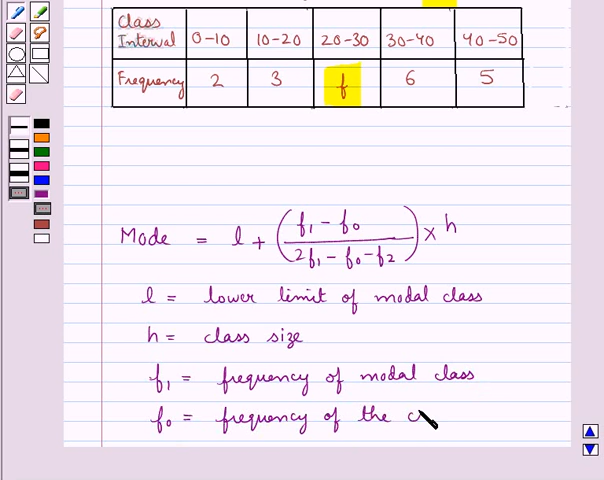 Class Interval 0-10 10-20 20-30 30-40 40-50
Frequency 2 3 f 6 5
Mode = l + (f₁ - f₀ / 2f₁ - f₀ - f₂) × h
l = lower limit of modal class
h = class size
f₁ = frequency of modal class
f₀ = frequency of the c